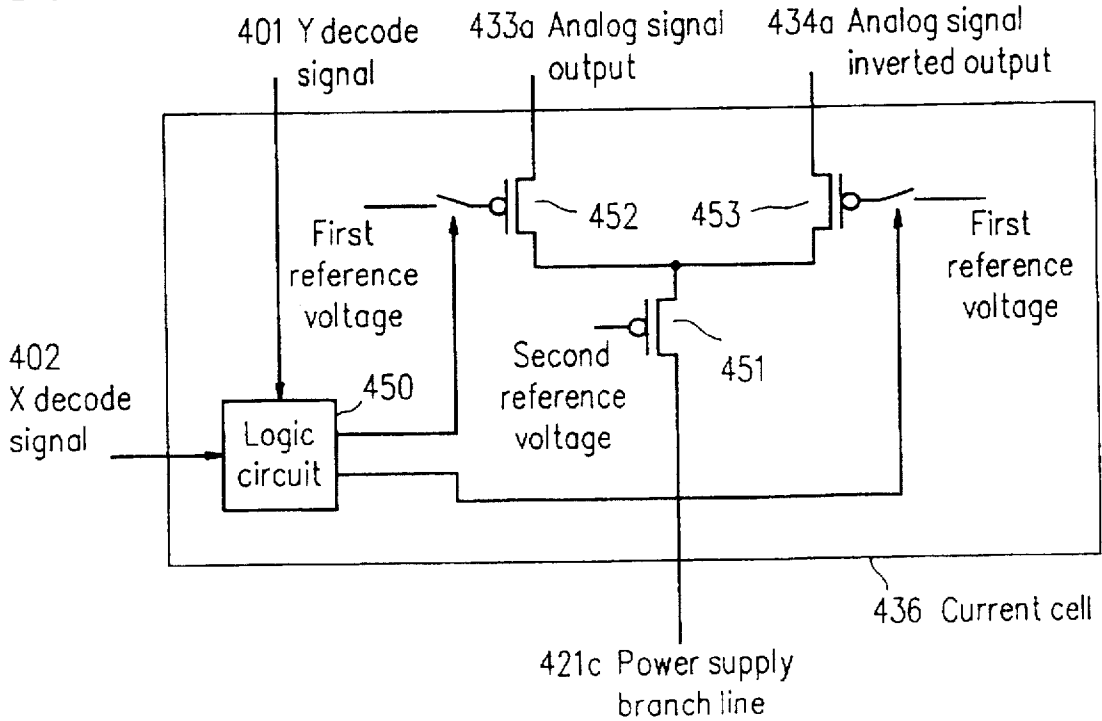 401 Y decode
signal
433a Analog signal
output
434a Analog signal
inverted output
First
reference
voltage
452
453
First
reference
voltage
402
X decode
signal
450
Logic
circuit
Second
reference
voltage
451
436 Current cell
421c Power supply
branch line